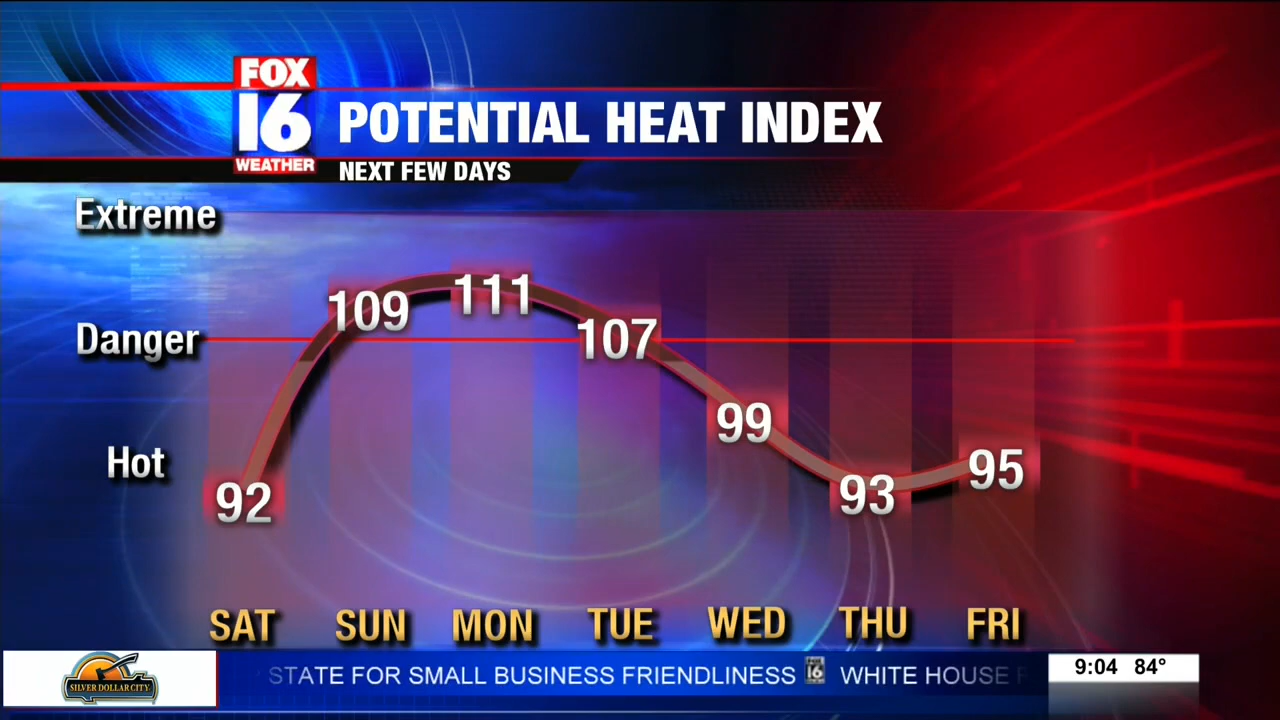 FOX
16
WEATHER
POTENTIAL HEAT INDEX
NEXT FEW DAYS
Extreme
Danger
Hot
92
109
111
107
99
93
95
SAT SUN MON TUE WED THU FRI
SILVER DOLLAR CITY
STATE FOR SMALL BUSINESS FRIENDLINESS FOX 16 WHITE HOUSE
9:04 84°